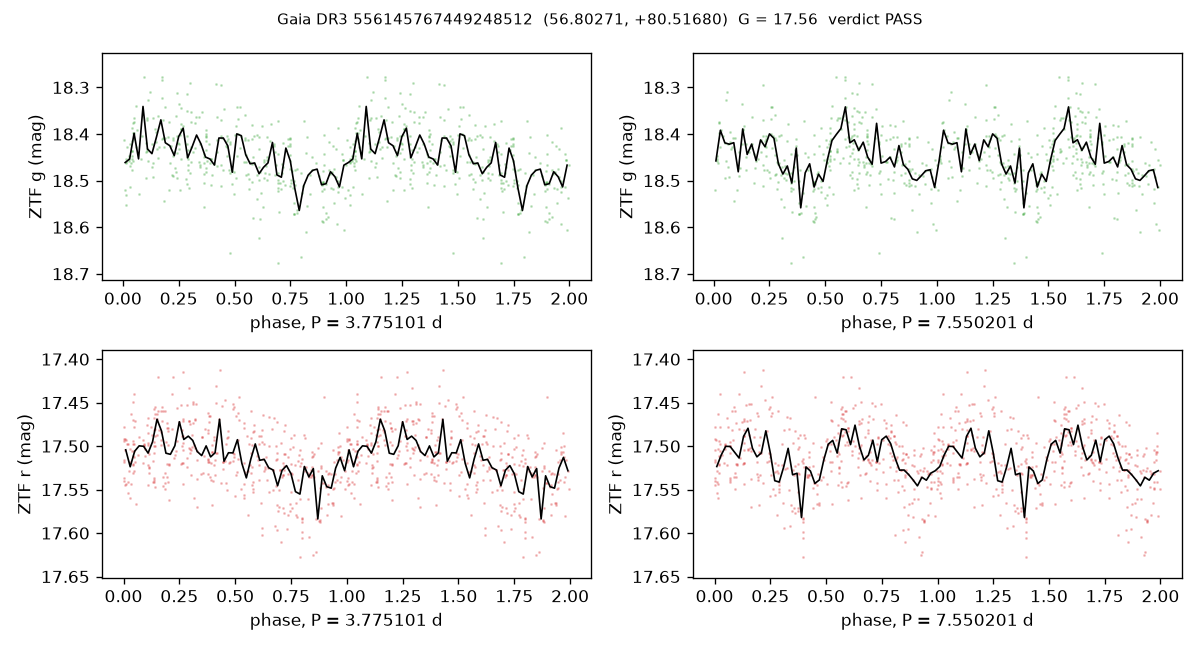 Gaia DR3 556145767449248512 (56.80271, +80.51680) G = 17.56 verdict PASS
ZTF g (mag)
18.3
18.4
18.5
18.6
18.7
0.00 0.25 0.50 0.75 1.00 1.25 1.50 1.75 2.00
phase, P = 3.775101 d
ZTF g (mag)
18.3
18.4
18.5
18.6
18.7
0.00 0.25 0.50 0.75 1.00 1.25 1.50 1.75 2.00
phase, P = 7.550201 d
ZTF r (mag)
17.40
17.45
17.50
17.55
17.60
17.65
0.00 0.25 0.50 0.75 1.00 1.25 1.50 1.75 2.00
phase, P = 3.775101 d
ZTF r (mag)
17.40
17.45
17.50
17.55
17.60
17.65
0.00 0.25 0.50 0.75 1.00 1.25 1.50 1.75 2.00
phase, P = 7.550201 d